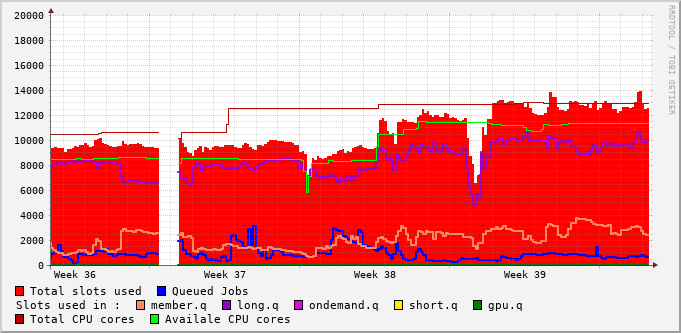 20000
18000
16000
14000
12000
10000
8000
6000
4000
2000
0
Week 36 Week 37 Week 38 Week 39
RRDTOOL / TOBI OETIKER
Total slots used Queued Jobs
Slots used in : member.q long.q ondemand.q short.q gpu.q
Total CPU cores Availale CPU cores